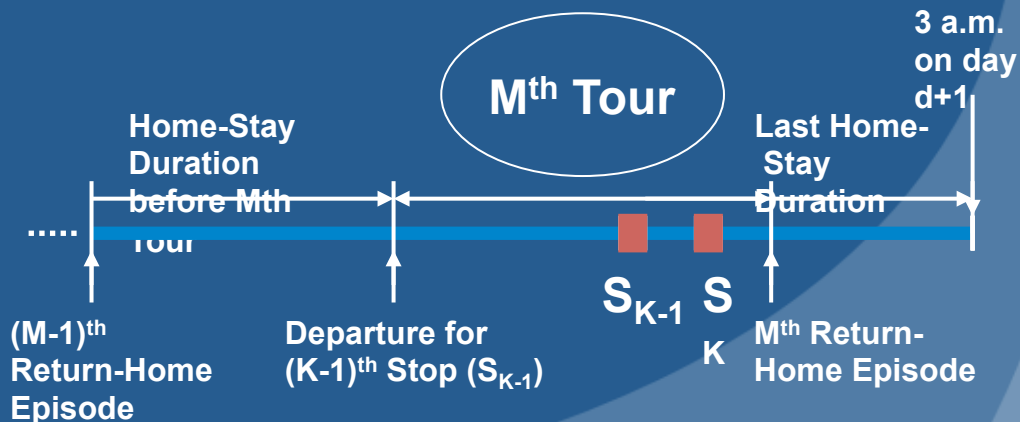 3 a.m.
on day
d+1
Mth Tour
Home-Stay
Duration
before Mth
Tour
Last Home-
Stay
Duration
.....
SK-1
S
K
(M-1)th
Return-Home
Episode
Departure for
(K-1)th Stop (SK-1)
Mth Return-
Home Episode